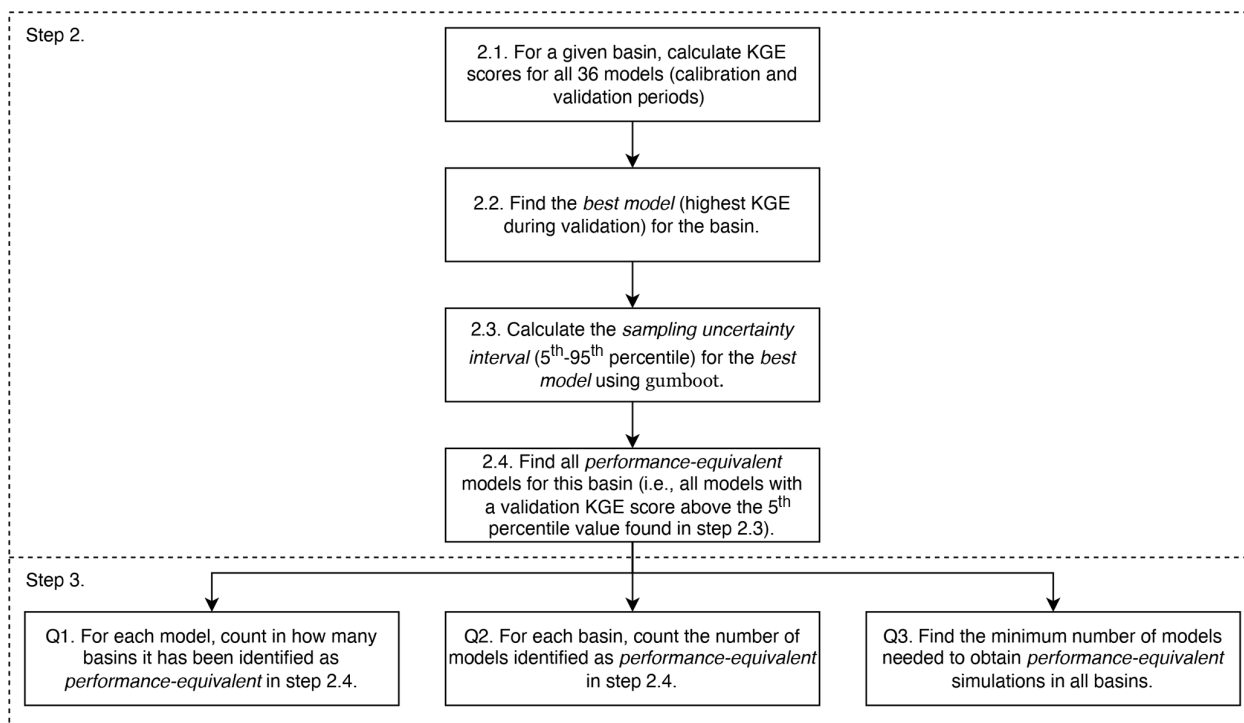 Step 2.
2.1. For a given basin, calculate KGE
scores for all 36 models (calibration and
validation periods)
2.2. Find the best model (highest KGE
during validation) for the basin.
2.3. Calculate the sampling uncertainty
interval (5th-95th percentile) for the best
model using gumboot.
2.4. Find all performance-equivalent
models for this basin (i.e., all models with
a validation KGE score above the 5th
percentile value found in step 2.3).
Step 3.
Q1. For each model, count in how many
basins it has been identified as
performance-equivalent in step 2.4.
Q2. For each basin, count the number of
models identified as performance-equivalent
in step 2.4.
Q3. Find the minimum number of models
needed to obtain performance-equivalent
simulations in all basins.